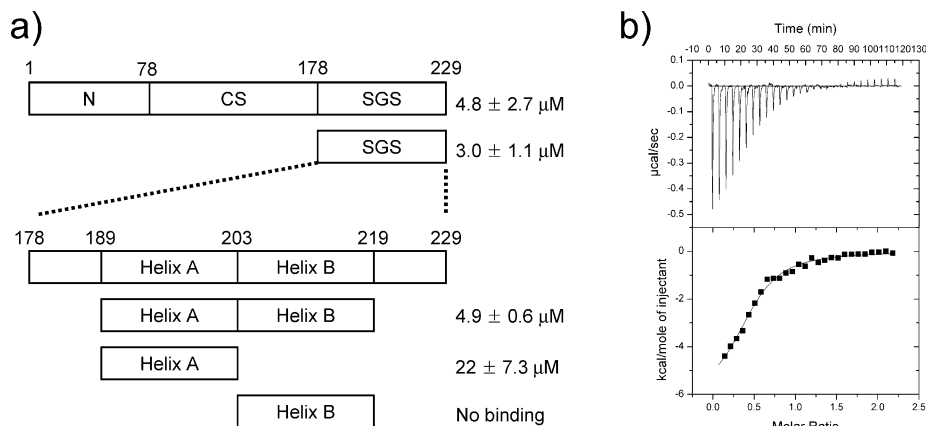 a)
1 78 178 229
N CS SGS 4.8 ± 2.7 μM
SGS 3.0 ± 1.1 μM
178 189 203 219 229
Helix A Helix B
Helix A Helix B 4.9 ± 0.6 μM
Helix A 22 ± 7.3 μM
Helix B No binding
b)
Time (min)
-10 0 10 20 30 40 50 60 70 80 90 100 110 120 130
0.1
0.0
-0.1
-0.2
-0.3
-0.4
-0.5
μcal/sec
0
-2
-4
-6
kcal/mole of injectant
0.0 0.5 1.0 1.5 2.0 2.5
Molar Ratio